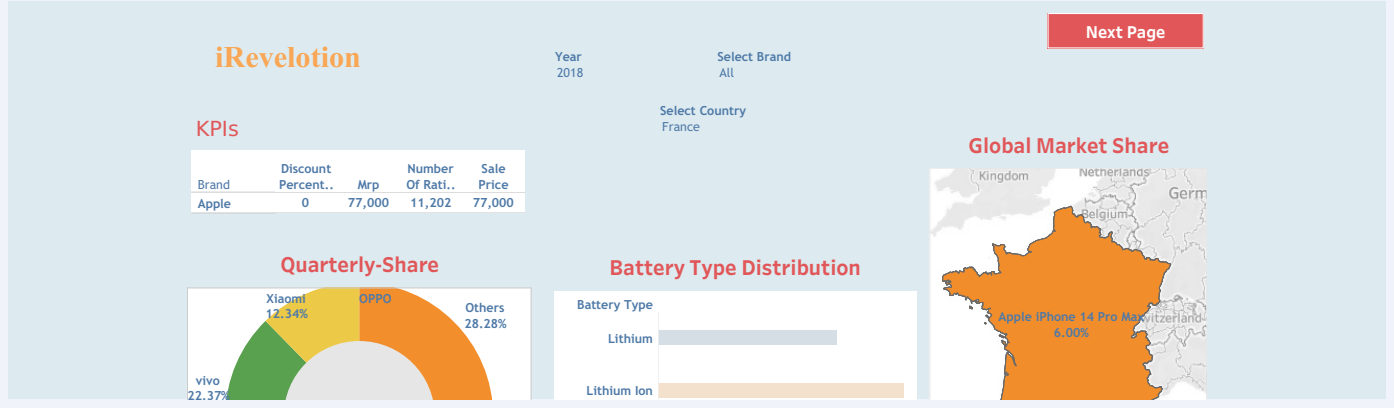 Next Page
iRevelotion
Year
2018
Select Brand
All
Select Country
France
KPIs
Brand Discount Percent.. Mrp Number Of Rati.. Sale Price
Apple 0 77,000 11,202 77,000
Global Market Share
Kingdom
Netherlands
Germ
Belgium
witzerland
Apple iPhone 14 Pro Max
6.00%
Quarterly-Share
Xiaomi
12.34%
OPPO
Others
28.28%
vivo
22.37%
Battery Type Distribution
Battery Type
Lithium
Lithium Ion